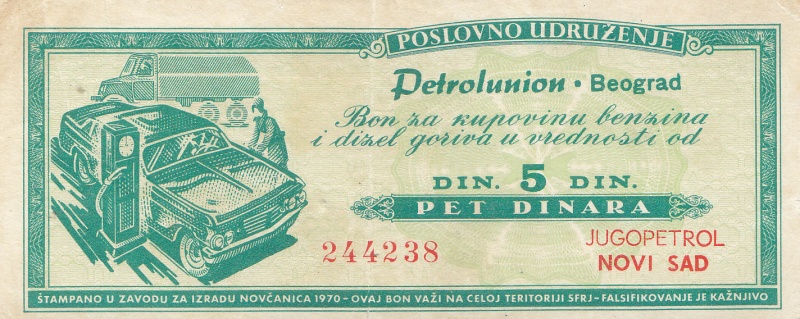 POSLOVNO UDRUŽENJE
Petrolunion • Beograd
Bon za kupovinu benzina
i dizel goriva u vrednosti od
DIN. 5 DIN.
PET DINARA
244238
JUGOPETROL
NOVI SAD
ŠTAMPANO U ZAVODU ZA IZRADU NOVČANICA 1970 – OVAJ BON VAŽI NA CELOJ TERITORIJI SFRJ – FALSIFIKOVANJE JE KAŽNJIVO